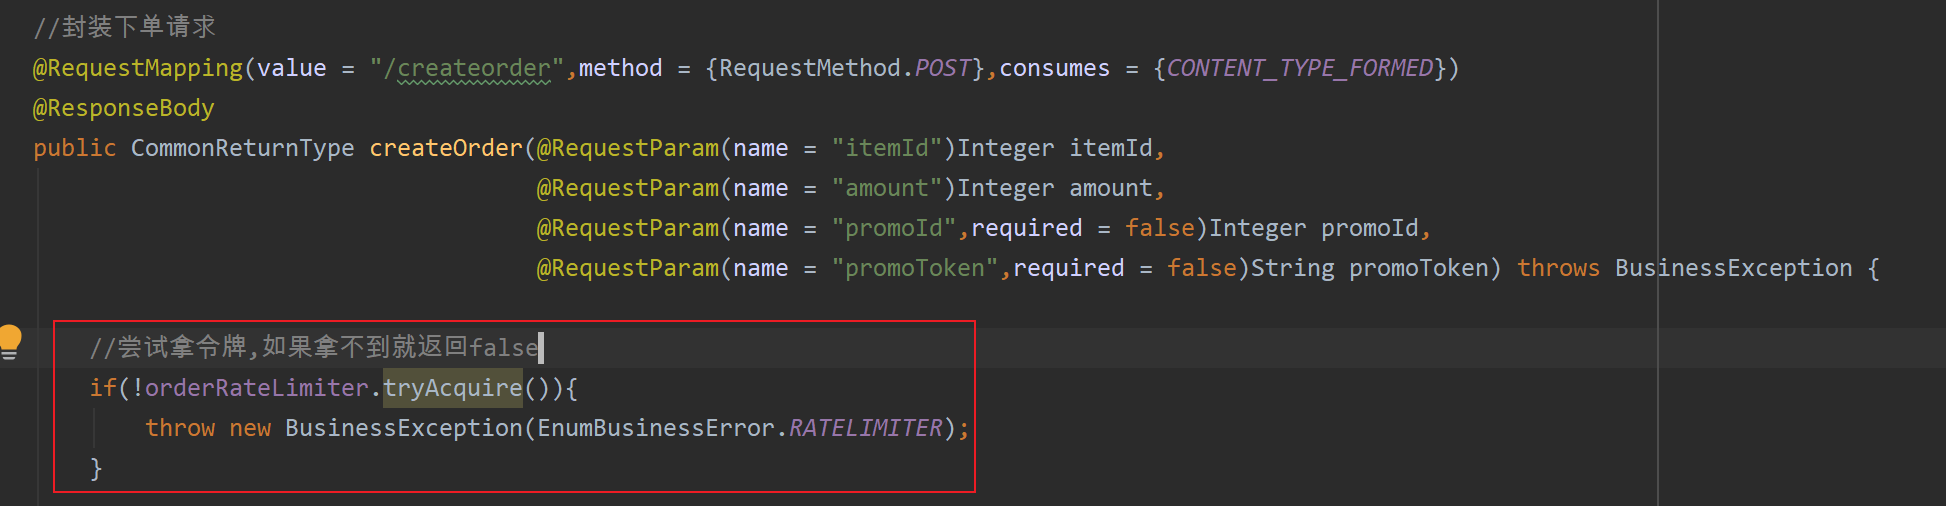 //封装下单请求
@RequestMapping(value = "/createorder",method = {RequestMethod.POST},consumes = {CONTENT_TYPE_FORMED})
@ResponseBody
public CommonReturnType createOrder(@RequestParam(name = "itemId")Integer itemId,
@RequestParam(name = "amount")Integer amount,
@RequestParam(name = "promoId",required = false)Integer promoId,
@RequestParam(name = "promoToken",required = false)String promoToken) throws BusinessException {
//尝试拿令牌,如果拿不到就返回false
if(!orderRateLimiter.tryAcquire()){
throw new BusinessException(EnumBusinessError.RATELIMITER);
}